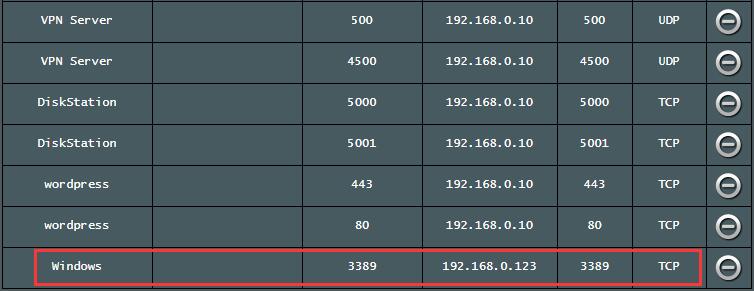 VPN Server 500 192.168.0.10 500 UDP
VPN Server 4500 192.168.0.10 4500 UDP
DiskStation 5000 192.168.0.10 5000 TCP
DiskStation 5001 192.168.0.10 5001 TCP
wordpress 443 192.168.0.10 443 TCP
wordpress 80 192.168.0.10 80 TCP
Windows 3389 192.168.0.123 3389 TCP